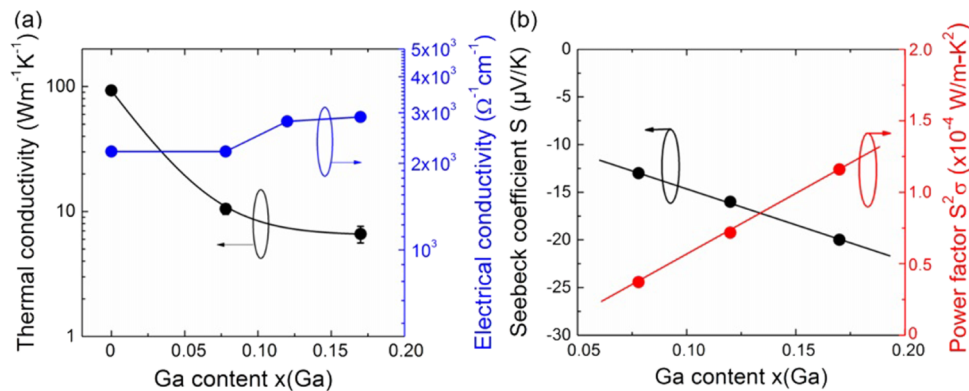 (a)
Thermal conductivity (Wm⁻¹K⁻¹)
100
10
1
0
0.05
0.10
0.15
0.20
Ga content x(Ga)
5x10³
4x10³
3x10³
2x10³
10³
Electrical conductivity (Ω⁻¹cm⁻¹)
(b)
Seebeck coefficient S (μV/K)
0
-5
-10
-15
-20
-25
-30
0.05
0.10
0.15
0.20
Ga content x(Ga)
2.0
1.5
1.0
0.5
0
Power factor S²σ (x10⁻⁴ W/m-K²)